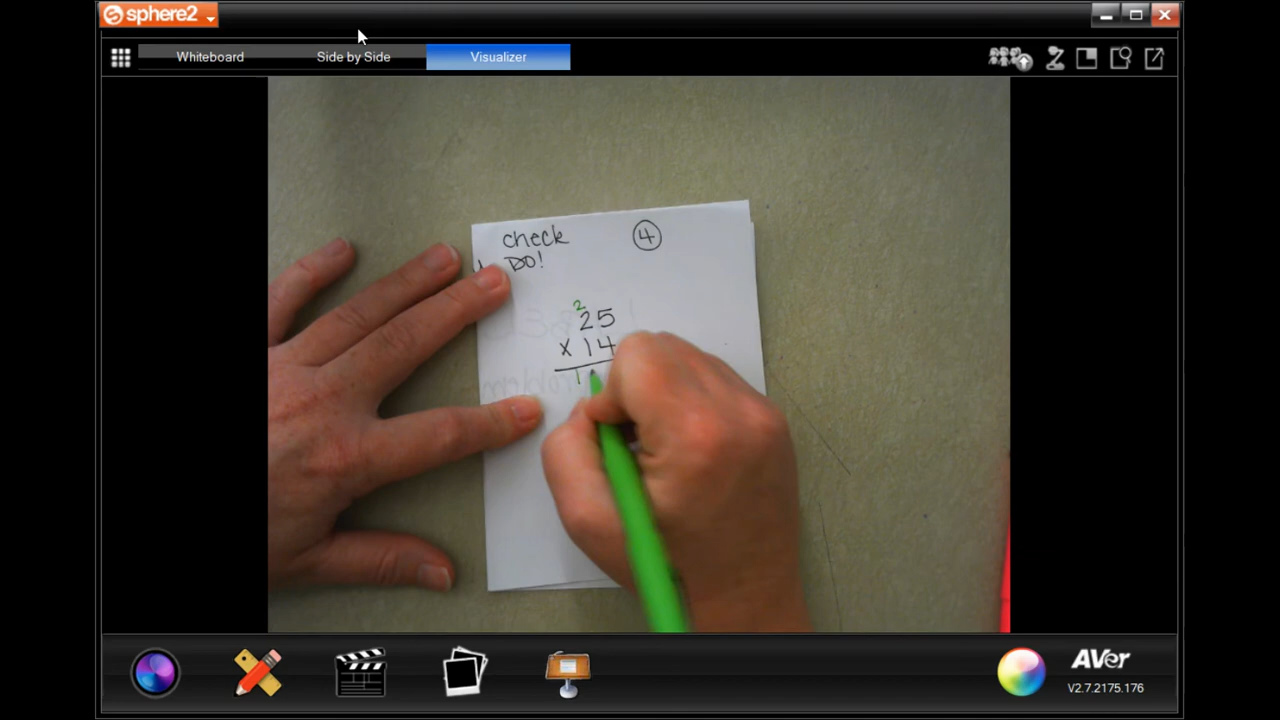 sphere2
Whiteboard Side by Side Visualizer
check 4
DO!
2
25
x 14
1
AVer
V2.7.2175.176